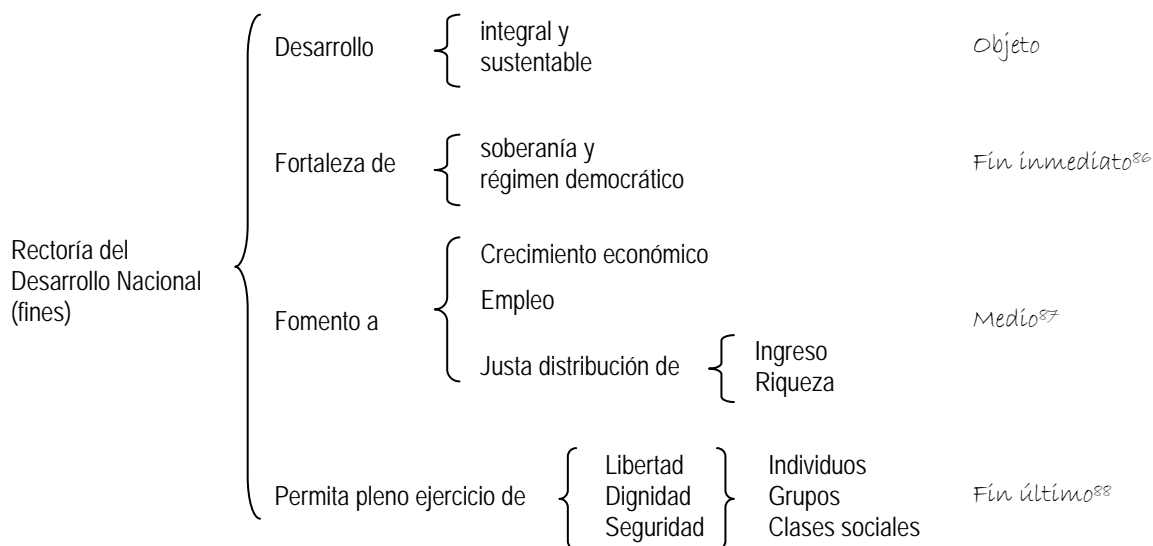 Desarrollo
integral y
sustentable
Objeto
Fortaleza de
soberanía y
régimen democrático
Fin inmediato86
Rectoría del
Desarrollo Nacional
(fines)
Fomento a
Crecimiento económico
Empleo
Justa distribución de
Ingreso
Riqueza
Medio87
Permita pleno ejercicio de
Libertad
Dignidad
Seguridad
Individuos
Grupos
Clases sociales
Fin último88